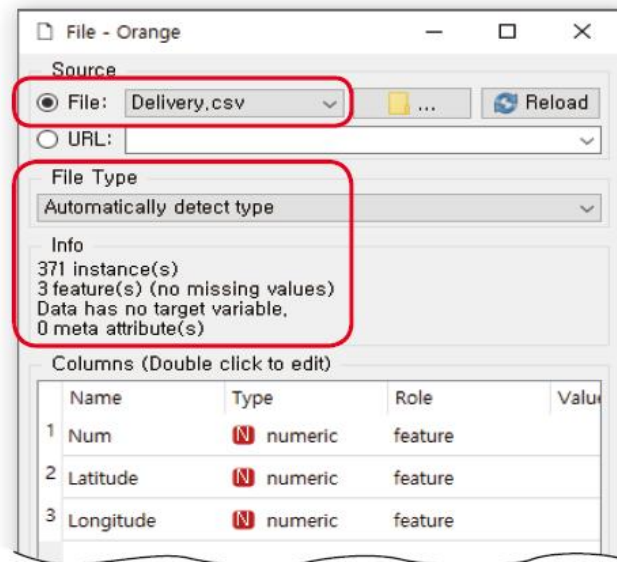 File - Orange
Source
File: Delivery,csv ... Reload
URL:
File Type
Automatically detect type
Info
371 instance(s)
3 feature(s) (no missing values)
Data has no target variable,
0 meta attribute(s)
Columns (Double click to edit)
Name Type Role
1 Num N numeric feature
2 Latitude N numeric feature
3 Longitude N numeric feature